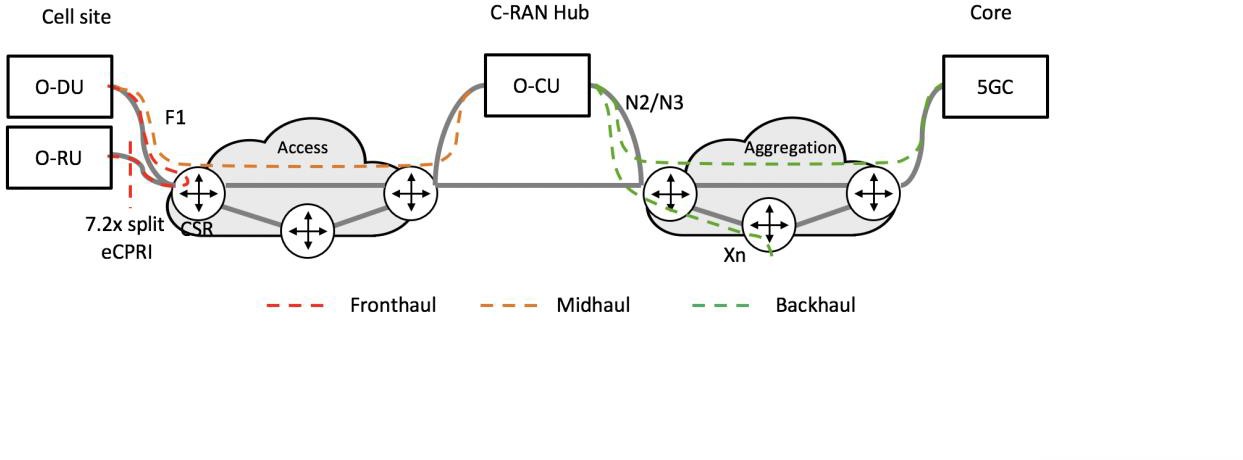 Cell site
C-RAN Hub
Core
O-DU
O-CU
5GC
F1
N2/N3
O-RU
Access
Aggregation
7.2x split
eCPRI
CSR
Xn
Fronthaul
Midhaul
Backhaul